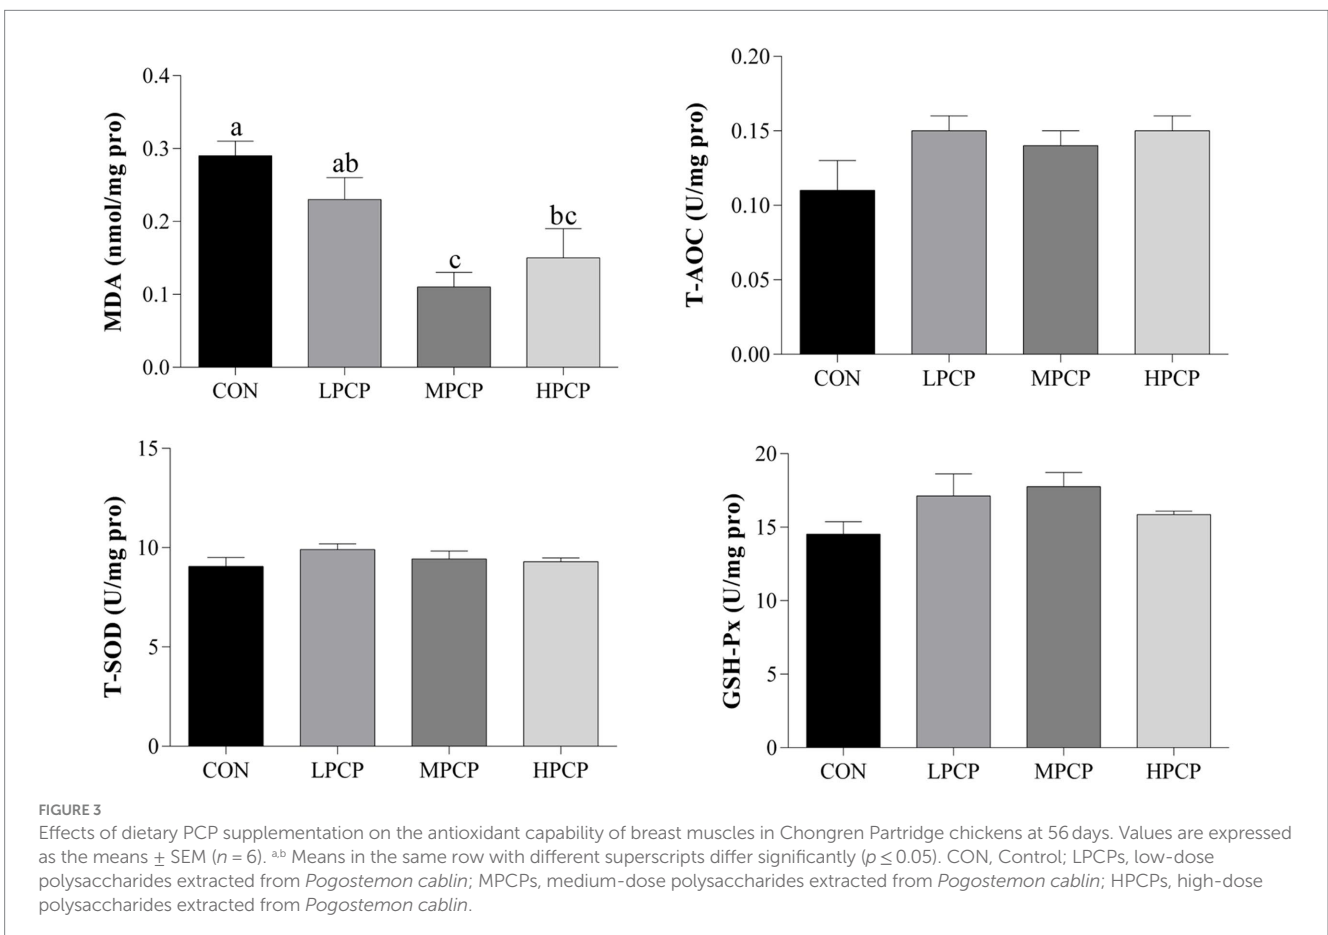 MDA (nmol/mg pro)
0.4
0.3
0.2
0.1
0.0
a
ab
c
bc
CON LPCP MPCP HPCP
T-AOC (U/mg pro)
0.20
0.15
0.10
0.05
0.00
CON LPCP MPCP HPCP
T-SOD (U/mg pro)
15
10
5
0
CON LPCP MPCP HPCP
GSH-Px (U/mg pro)
20
15
10
5
0
CON LPCP MPCP HPCP
FIGURE 3
Effects of dietary PCP supplementation on the antioxidant capability of breast muscles in Chongren Partridge chickens at 56 days. Values are expressed
as the means ± SEM (n = 6). a,b Means in the same row with different superscripts differ significantly (p ≤ 0.05). CON, Control; LPCPs, low-dose
polysaccharides extracted from Pogostemon cablin; MPCPs, medium-dose polysaccharides extracted from Pogostemon cablin; HPCPs, high-dose
polysaccharides extracted from Pogostemon cablin.